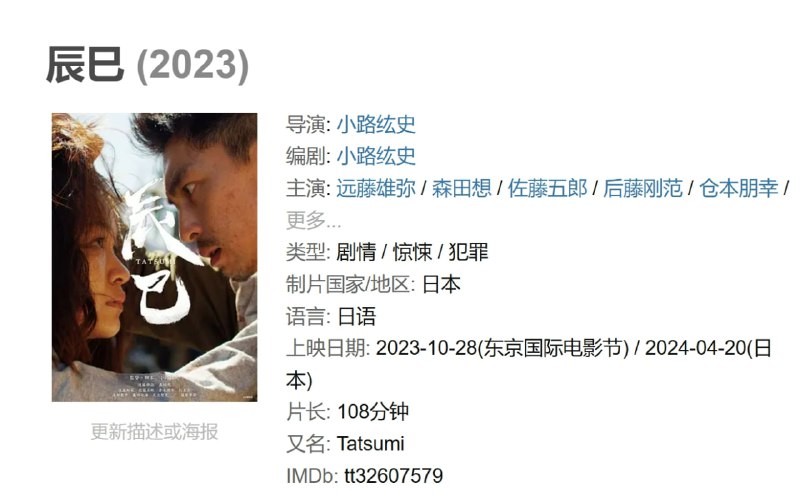 辰巳 (2023)
导演: 小路紘史
编剧: 小路紘史
主演: 远藤雄弥 / 森田想 / 佐藤五郎 / 后藤刚范 / 仓本朋幸 /
更多...
类型: 剧情 / 惊悚 / 犯罪
制片国家/地区: 日本
语言: 日语
上映日期: 2023-10-28(东京国际电影节) / 2024-04-20(日
本)
片长: 108分钟
又名: Tatsumi
IMDb: tt32607579
辰
TATSUMI
巳
更新描述或海报